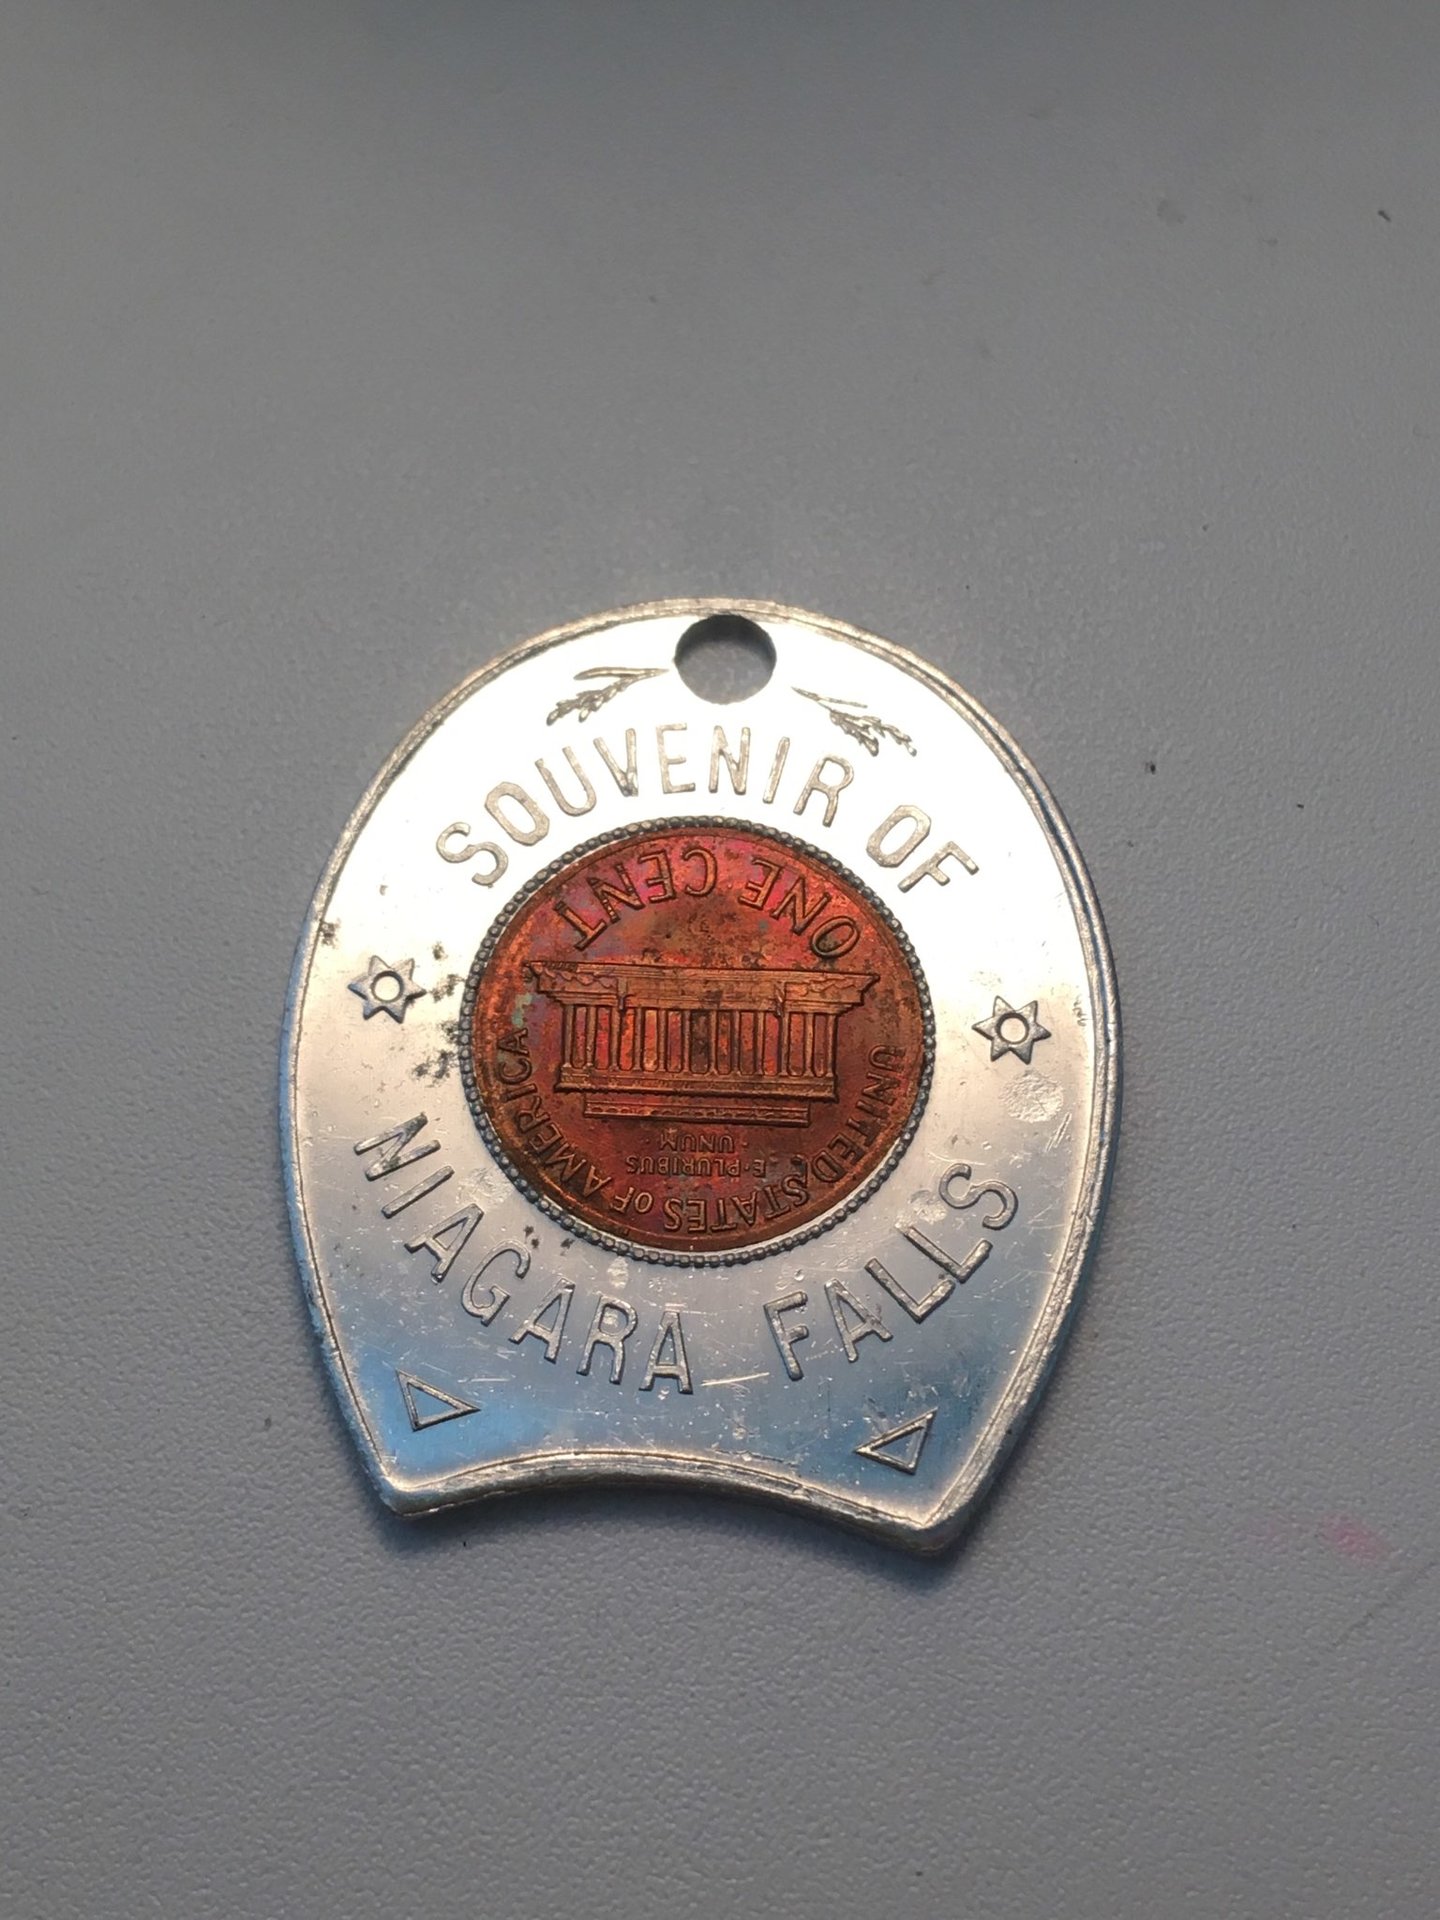 SOUVENIR OF
NIAGARA FALLS
UNITED STATES OF AMERICA
E·PLURIBUS
·UNUM·
ONE CENT